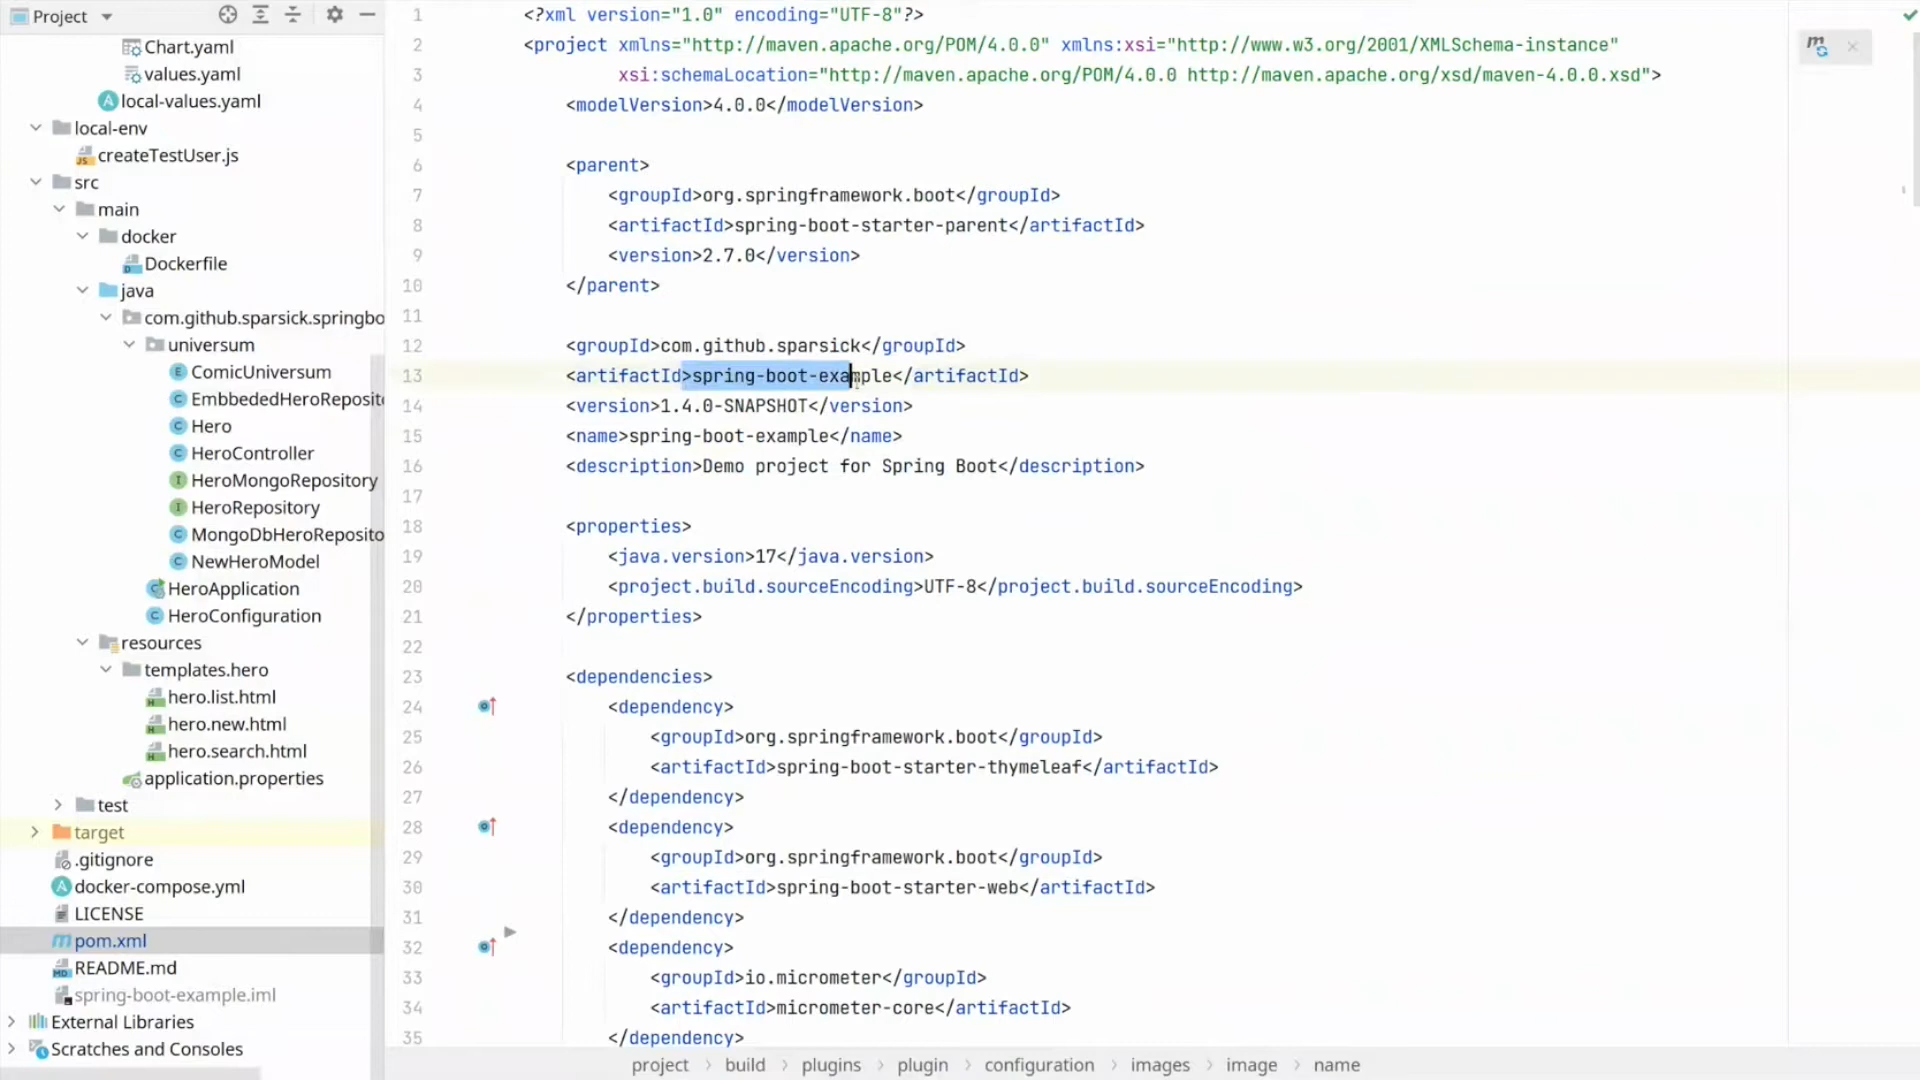 Project
Chart.yaml
values.yaml
local-values.yaml
local-env
createTestUser.js
src
main
docker
Dockerfile
java
com.github.sparsick.springbo
universum
ComicUniversum
EmbbededHeroReposito
Hero
HeroController
HeroMongoRepository
HeroRepository
MongoDbHeroReposito
NewHeroModel
HeroApplication
HeroConfiguration
resources
templates.hero
hero.list.html
hero.new.html
hero.search.html
application.properties
test
target
.gitignore
docker-compose.yml
LICENSE
pom.xml
README.md
spring-boot-example.iml
External Libraries
Scratches and Consoles
1 <?xml version="1.0" encoding="UTF-8"?>
2 <project xmlns="http://maven.apache.org/POM/4.0.0" xmlns:xsi="http://www.w3.org/2001/XMLSchema-instance"
3 xsi:schemaLocation="http://maven.apache.org/POM/4.0.0 http://maven.apache.org/xsd/maven-4.0.0.xsd">
4 <modelVersion>4.0.0</modelVersion>
5
6 <parent>
7 <groupId>org.springframework.boot</groupId>
8 <artifactId>spring-boot-starter-parent</artifactId>
9 <version>2.7.0</version>
10 </parent>
11
12 <groupId>com.github.sparsick</groupId>
13 <artifactId>spring-boot-example</artifactId>
14 <version>1.4.0-SNAPSHOT</version>
15 <name>spring-boot-example</name>
16 <description>Demo project for Spring Boot</description>
17
18 <properties>
19 <java.version>17</java.version>
20 <project.build.sourceEncoding>UTF-8</project.build.sourceEncoding>
21 </properties>
22
23 <dependencies>
24 <dependency>
25 <groupId>org.springframework.boot</groupId>
26 <artifactId>spring-boot-starter-thymeleaf</artifactId>
27 </dependency>
28 <dependency>
29 <groupId>org.springframework.boot</groupId>
30 <artifactId>spring-boot-starter-web</artifactId>
31 </dependency>
32 <dependency>
33 <groupId>io.micrometer</groupId>
34 <artifactId>micrometer-core</artifactId>
35 </dependency>
project > build > plugins > plugin > configuration > images > image > name